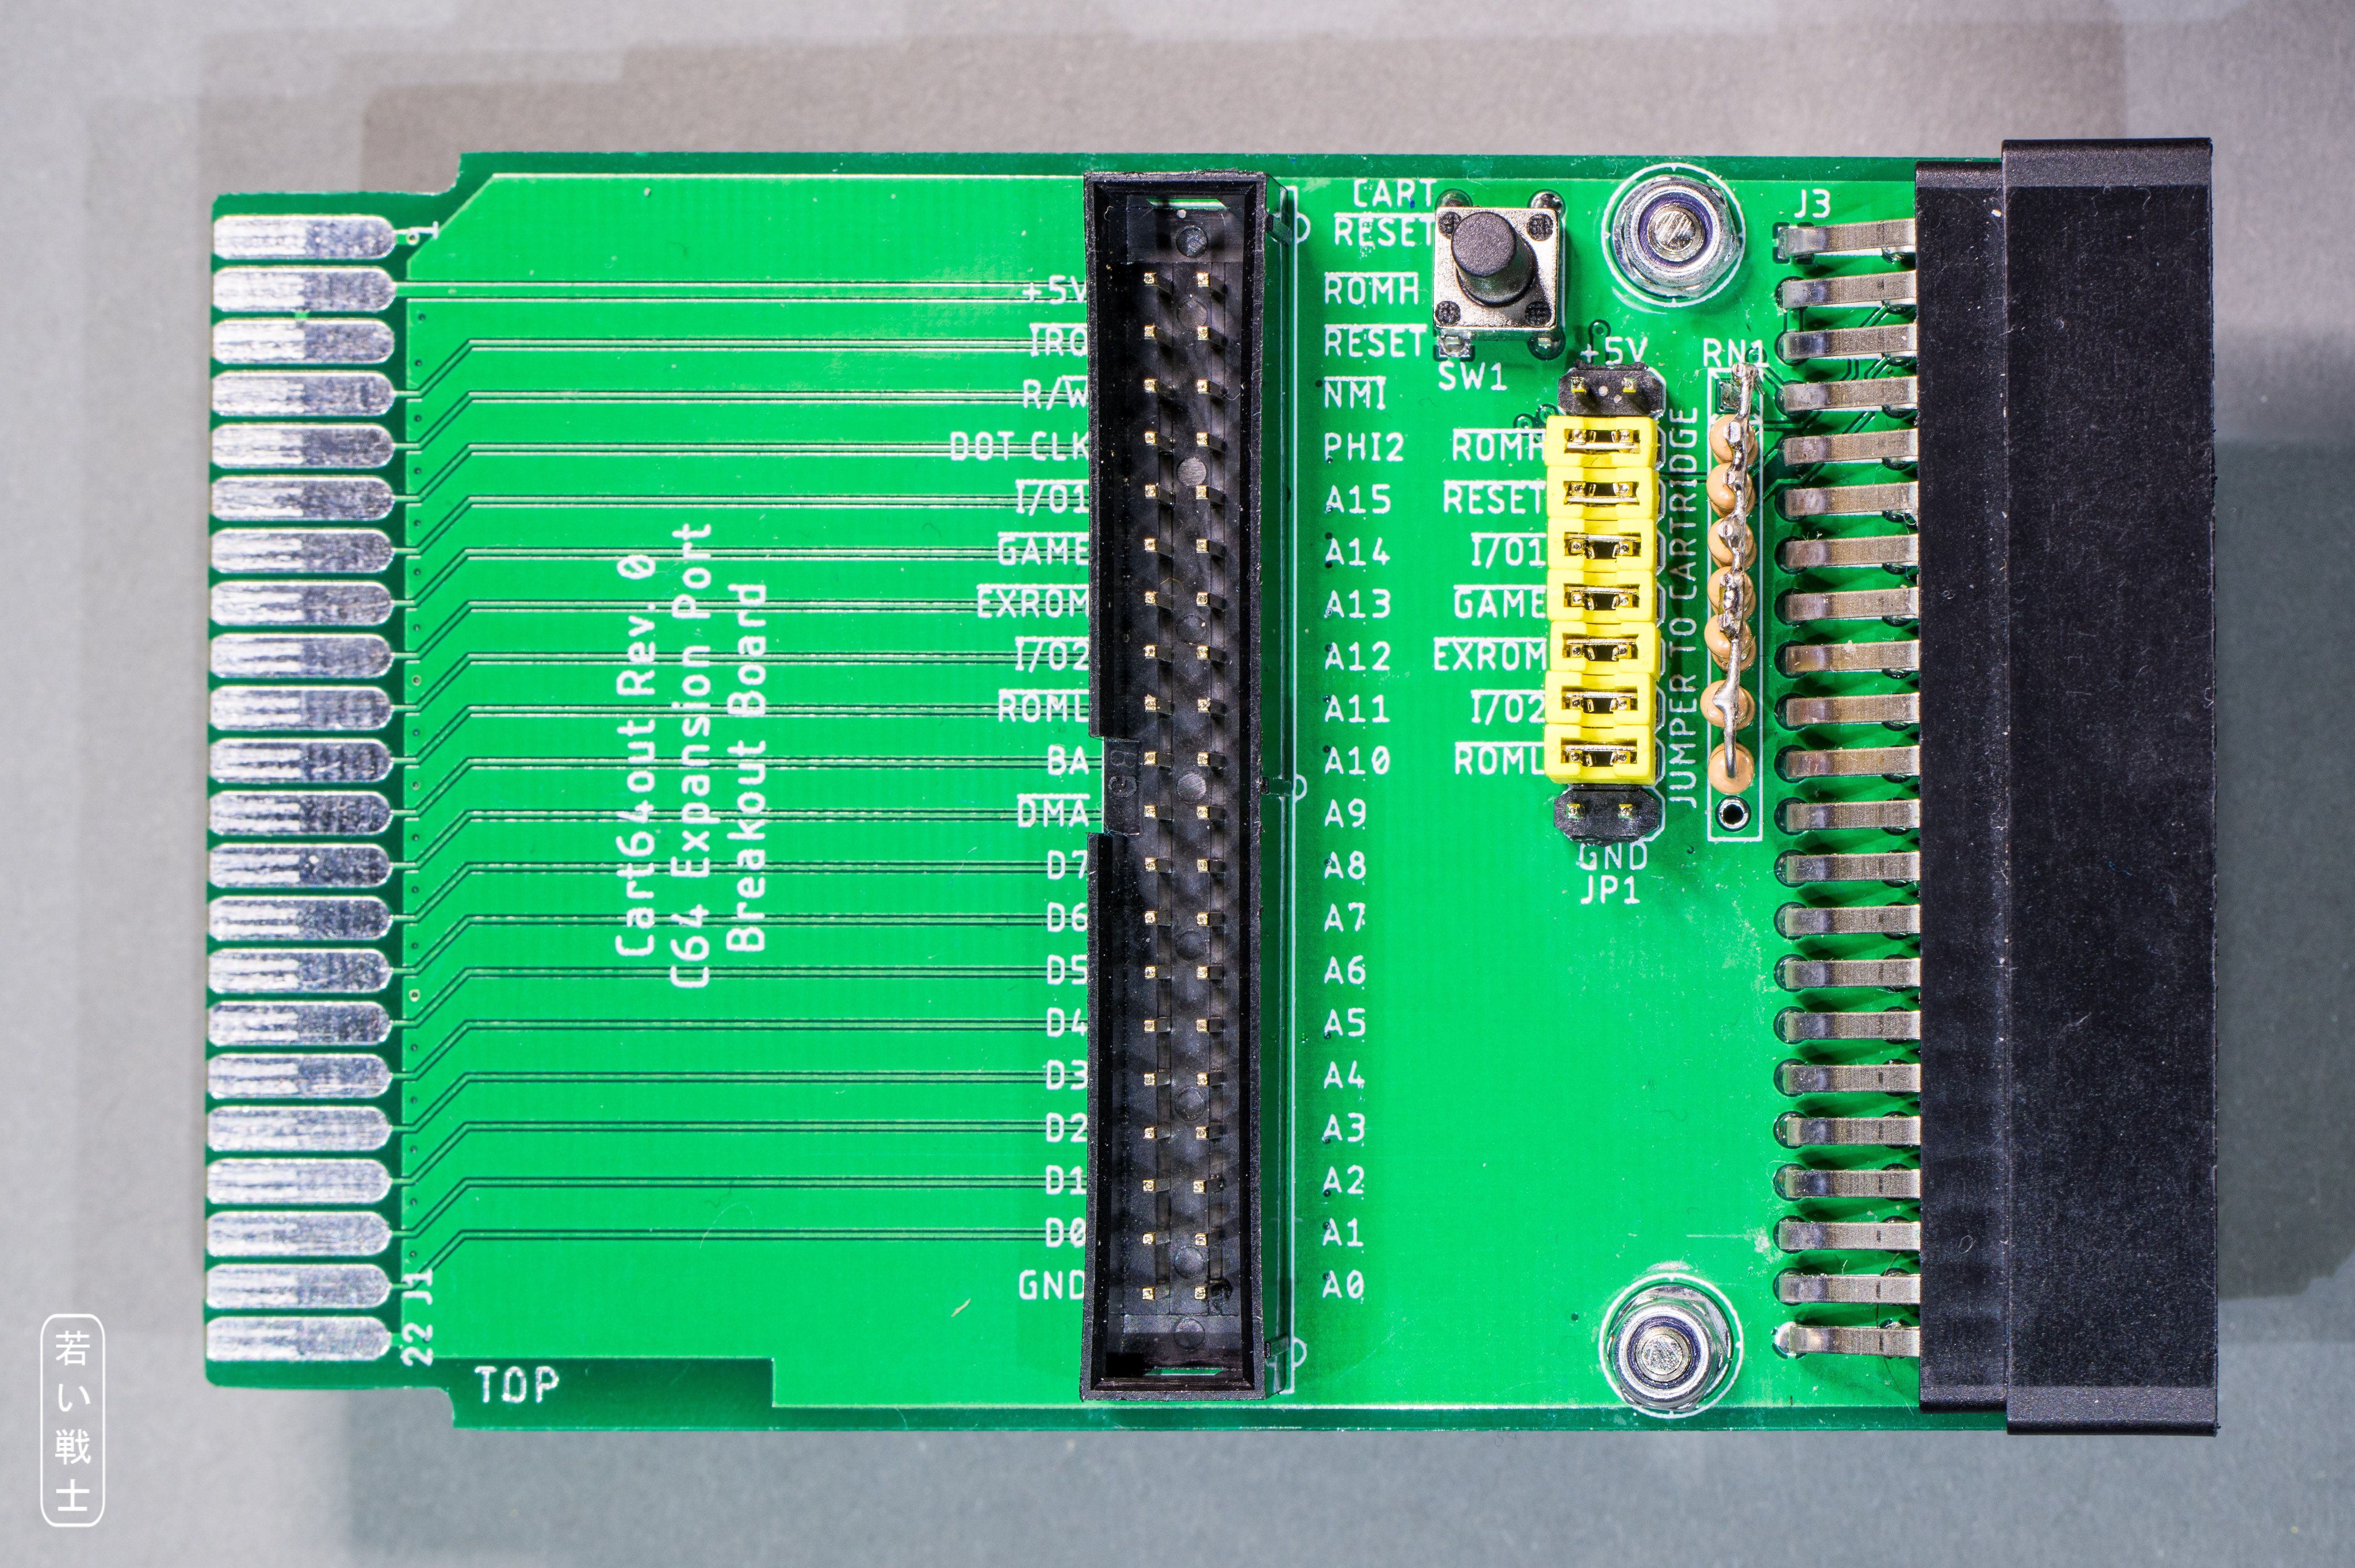 CART
RESET
J3
1
+5V
ROMH
IRQ
RESET
+5V
RN1
SW1
R/W
NMI
DOT CLK
PHI2
ROMH
I/O1
A15
RESET
GAME
A14
I/O1
EXROM
A13
GAME
I/O2
A12
EXROM
ROML
A11
I/O2
BA
A10
ROML
DMA
A9
D7
A8
GND
JP1
JUMPER TO CARTRIDGE
D6
A7
D5
A6
D4
A5
D3
A4
D2
A3
D1
A2
D0
A1
GND
A0
Cart64out Rev. 0
C64 Expansion Port
Breakout Board
J1
22
TOP
若い戦士